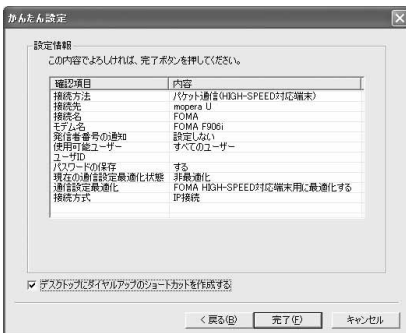 かんたん設定
設定情報
この内容でよろしければ、完了ボタンを押してください。
確認項目 内容
接続方法 パケット通信(HIGH-SPEED対応端末)
接続先 mopera U
接続名 FOMA
モデム名 FOMA F906i
発信者番号の通知 設定しない
使用可能ユーザー すべてのユーザー
ユーザID
パスワードの保存 する
現在の通信設定最適化状態 非最適化
通信設定最適化 FOMA HIGH-SPEED対応端末用に最適化する
接続方式 IP接続
デスクトップにダイヤルアップのショートカットを作成する
< 戻る(B) 完了(F) キャンセル